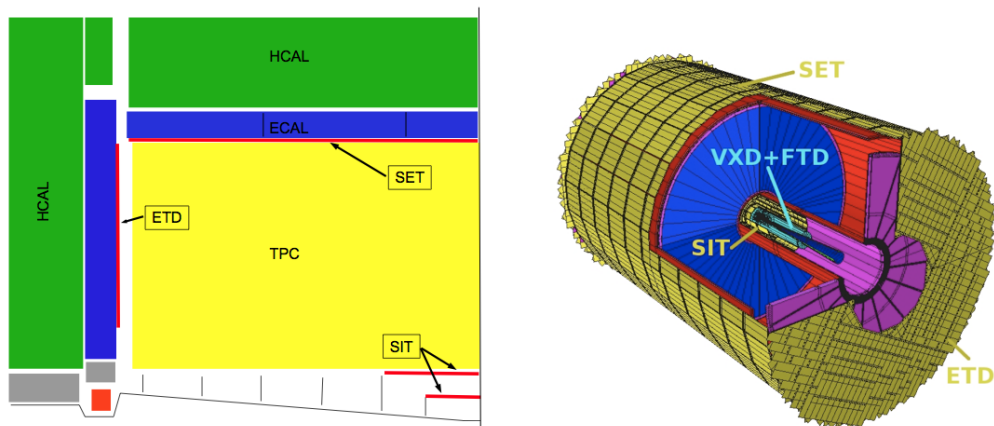 HCAL
HCAL
ECAL
SET
ETD
TPC
SIT
SET
VXD+FTD
SIT
ETD